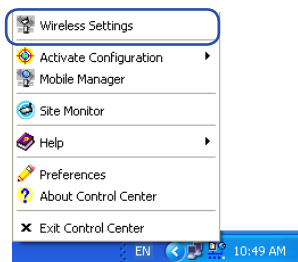 Wireless Settings
Activate Configuration
Mobile Manager
Site Monitor
Help
Preferences
About Control Center
Exit Control Center
EN 10:49 AM